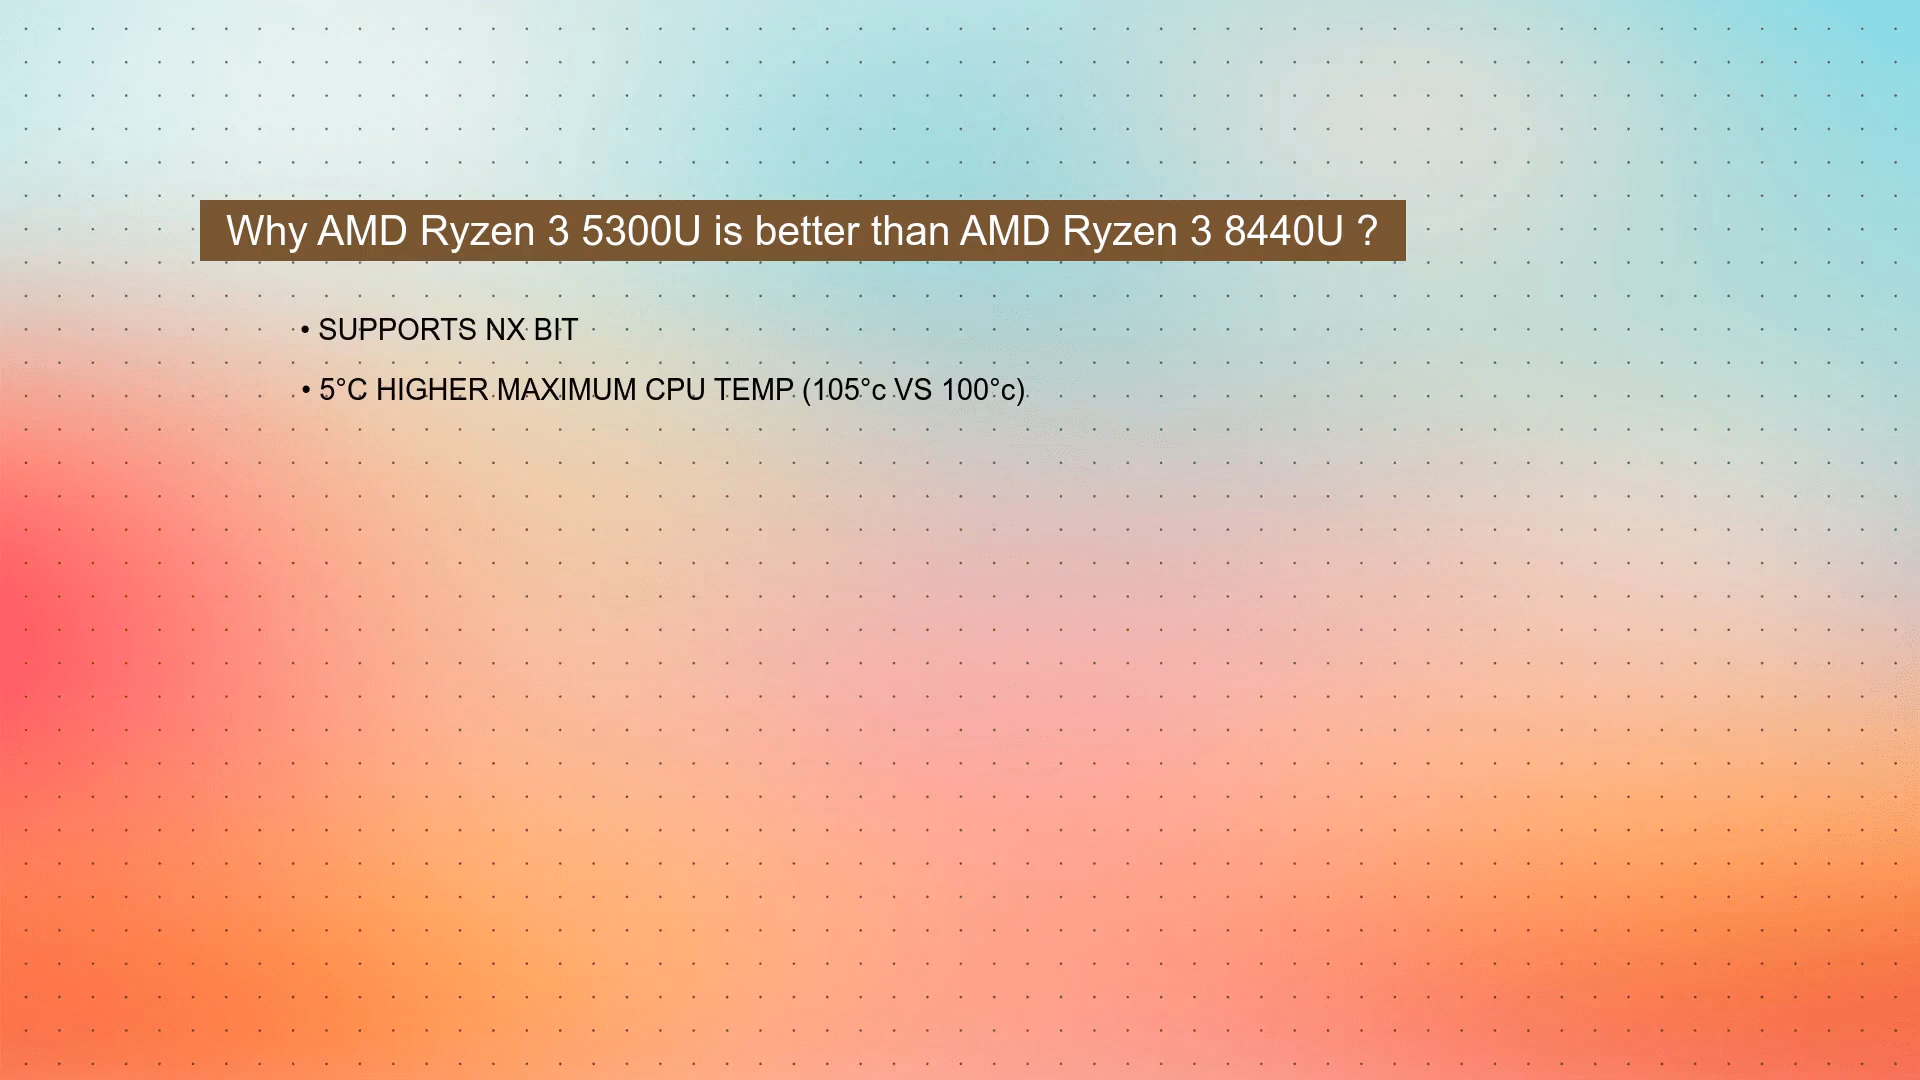 Why AMD Ryzen 3 5300U is better than AMD Ryzen 3 8440U ?
• SUPPORTS NX BIT
• 5°C HIGHER MAXIMUM CPU TEMP (105°c VS 100°c)